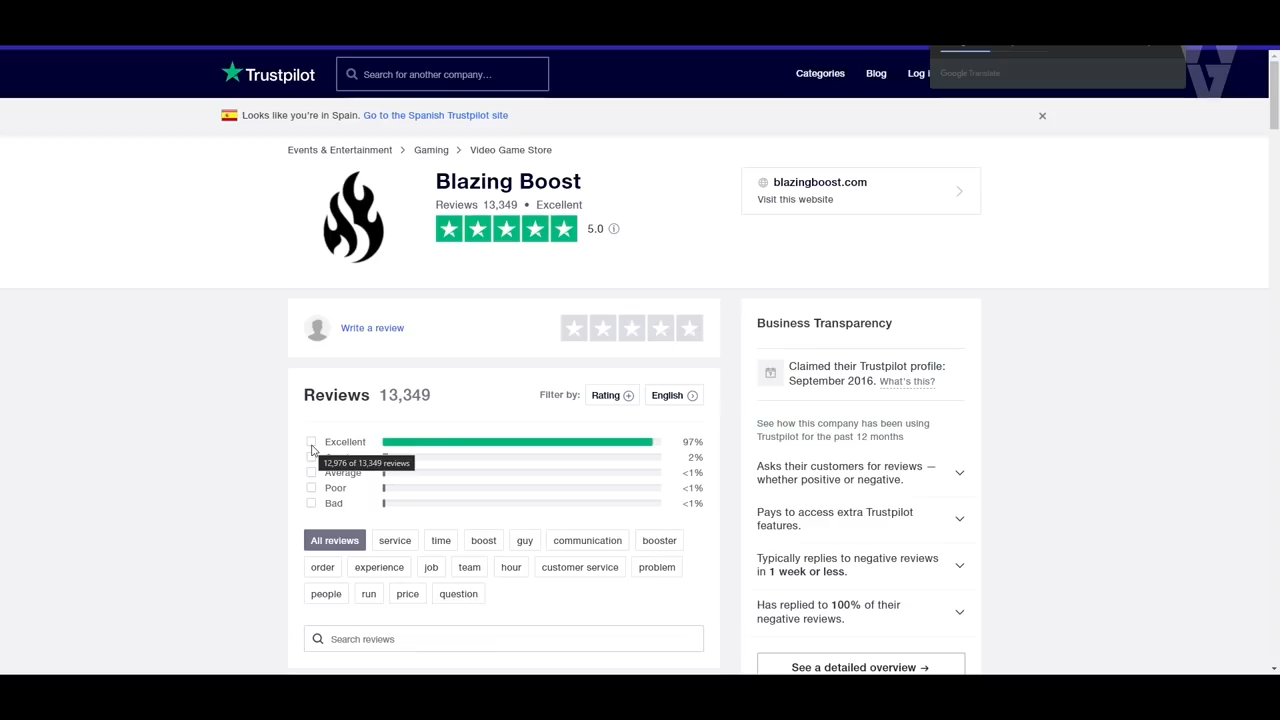 Trustpilot
Search for another company...
Categories
Blog
Log
Google Translate
Looks like you're in Spain. Go to the Spanish Trustpilot site
Events & Entertainment > Gaming > Video Game Store
Blazing Boost
Reviews 13,349 • Excellent
5.0
blazingboost.com
Visit this website
Write a review
Reviews 13,349
Filter by:
Rating
English
Excellent 97%
12,976 of 13,349 reviews
2%
Average <1%
Poor <1%
Bad <1%
All reviews service time boost guy communication booster
order experience job team hour customer service problem
people run price question
Search reviews
Business Transparency
Claimed their Trustpilot profile:
September 2016. What's this?
See how this company has been using
Trustpilot for the past 12 months
Asks their customers for reviews —
whether positive or negative.
Pays to access extra Trustpilot
features.
Typically replies to negative reviews
in 1 week or less.
Has replied to 100% of their
negative reviews.
See a detailed overview →